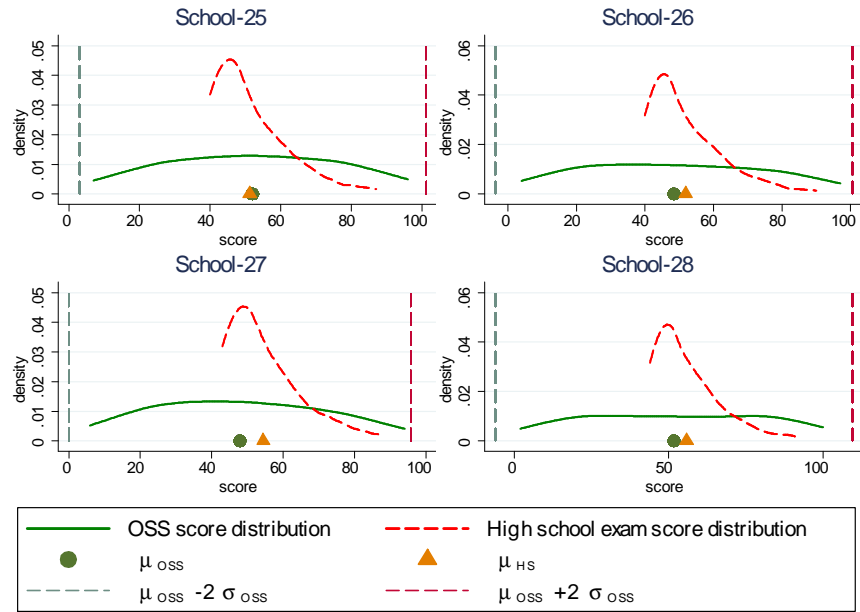 School-25
density
0 .01 .02 .03 .04 .05
0 20 40 60 80 100
score
School-26
density
0 .02 .04 .06
0 20 40 60 80 100
score
School-27
density
0 .01 .02 .03 .04 .05
0 20 40 60 80 100
score
School-28
density
0 .02 .04 .06
0 50 100
score
OSS score distribution
High school exam score distribution
μ OSS
μ HS
μ OSS -2 σ OSS
μ OSS +2 σ OSS